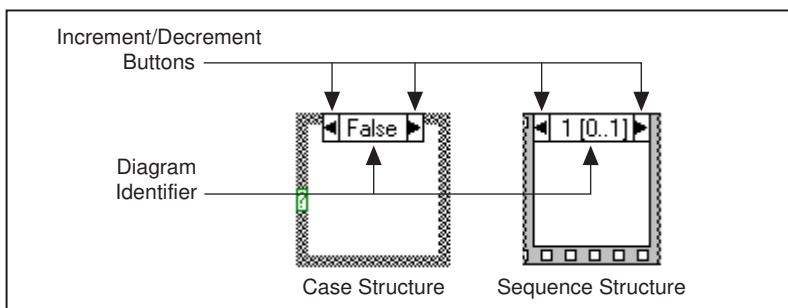 Increment/Decrement
Buttons
False
1 [0..1]
Diagram
Identifier
?
Case Structure
Sequence Structure